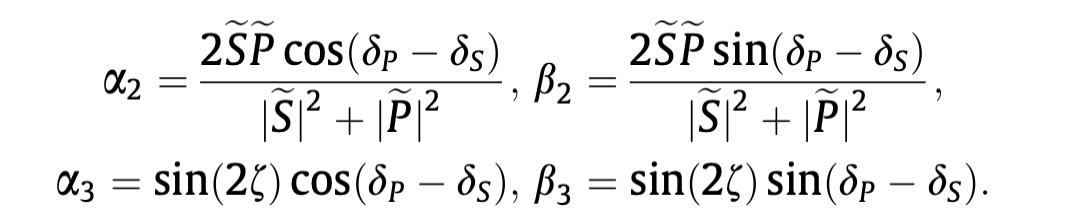 α₂ = 2S̃P̃ cos(δ_P − δ_S) / |S̃|² + |P̃|², β₂ = 2S̃P̃ sin(δ_P − δ_S) / |S̃|² + |P̃|²,
α₃ = sin(2ζ) cos(δ_P − δ_S), β₃ = sin(2ζ) sin(δ_P − δ_S).